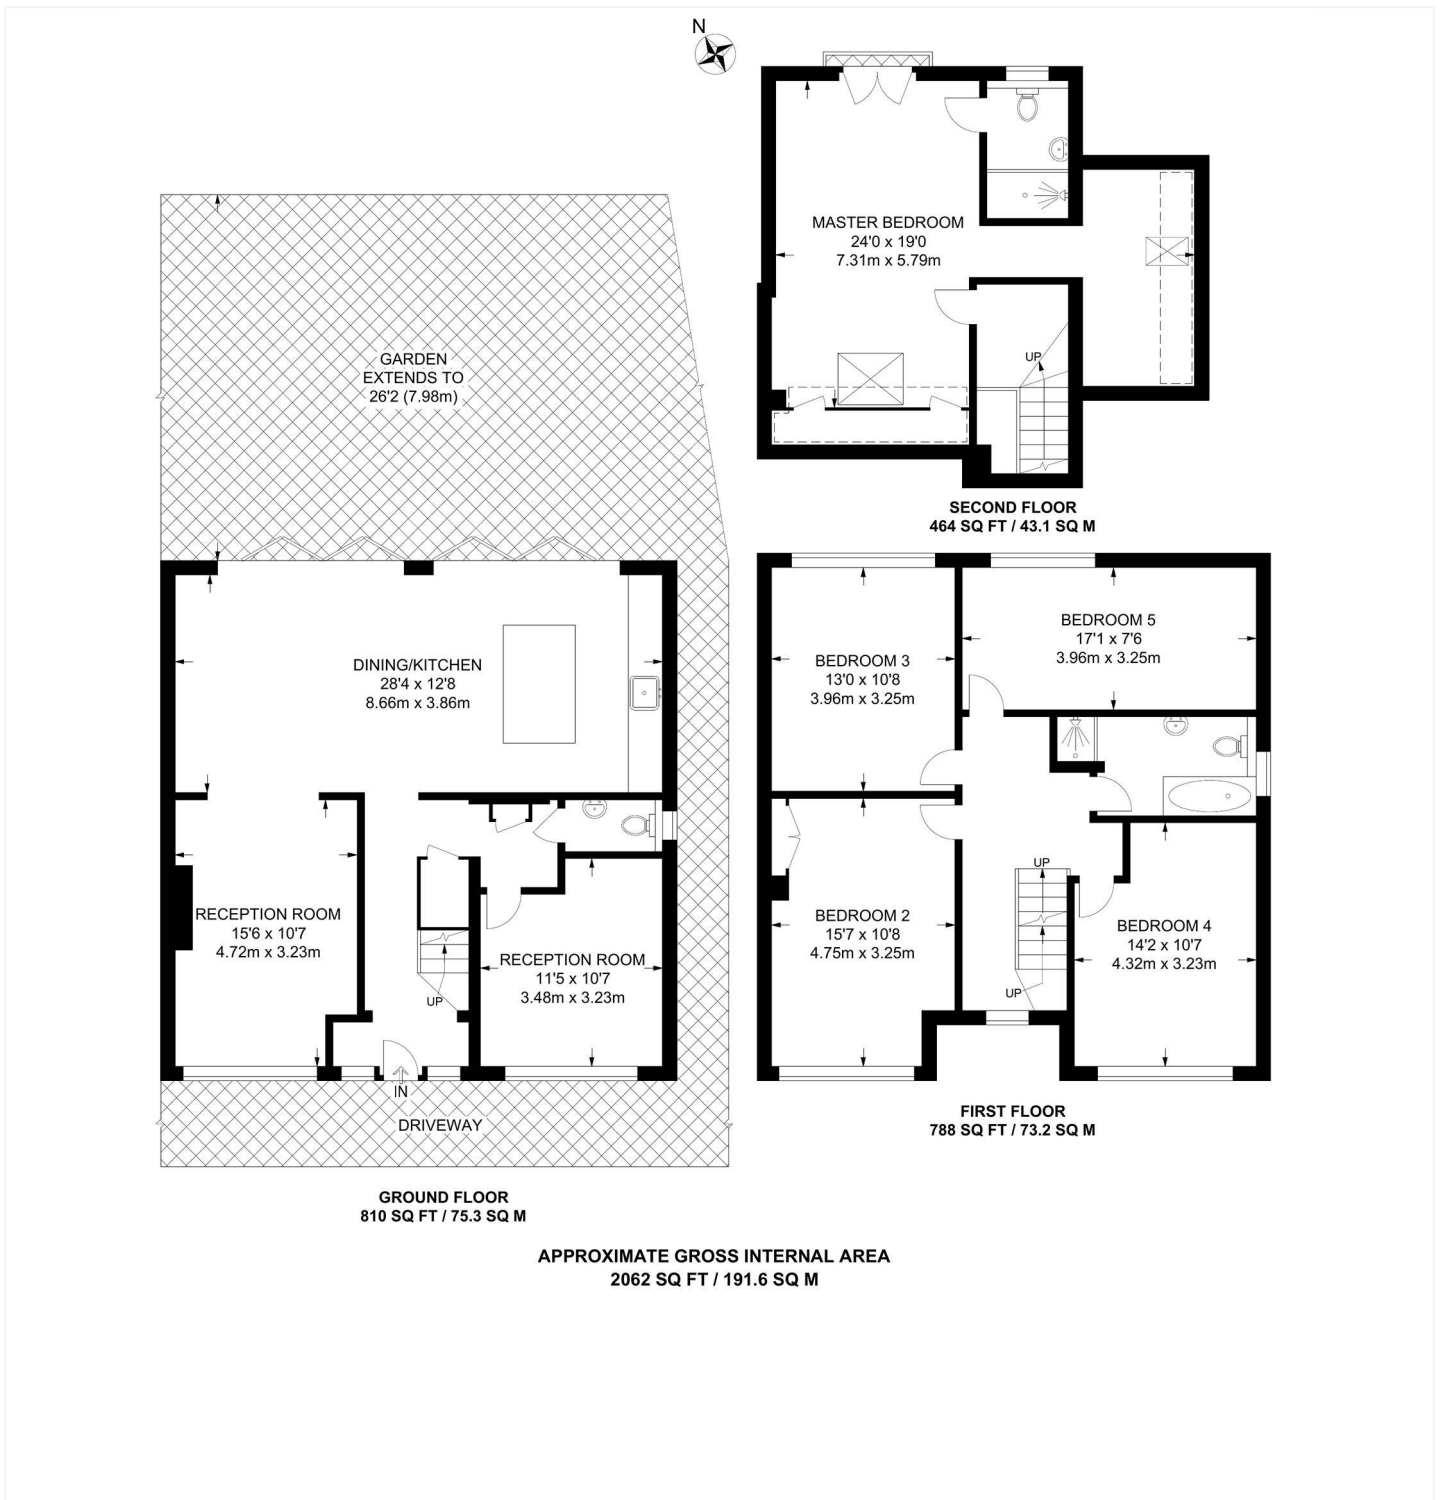 N
MASTER BEDROOM
24'0 x 19'0
7.31m x 5.79m
UP
SECOND FLOOR
464 SQ FT / 43.1 SQ M
GARDEN
EXTENDS TO
26'2 (7.98m)
DINING/KITCHEN
28'4 x 12'8
8.66m x 3.86m
RECEPTION ROOM
15'6 x 10'7
4.72m x 3.23m
RECEPTION ROOM
11'5 x 10'7
3.48m x 3.23m
UP
IN
DRIVEWAY
GROUND FLOOR
810 SQ FT / 75.3 SQ M
BEDROOM 3
13'0 x 10'8
3.96m x 3.25m
BEDROOM 5
17'1 x 7'6
3.96m x 3.25m
BEDROOM 2
15'7 x 10'8
4.75m x 3.25m
UP
UP
BEDROOM 4
14'2 x 10'7
4.32m x 3.23m
FIRST FLOOR
788 SQ FT / 73.2 SQ M
APPROXIMATE GROSS INTERNAL AREA
2062 SQ FT / 191.6 SQ M